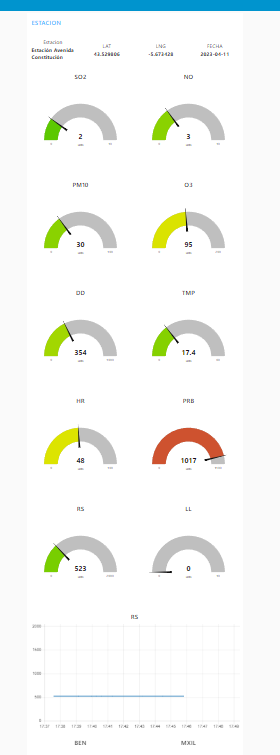 ESTACION
Estacion LAT LNG FECHA
Estación Avenida Constitución 43.529806 -5.673428 2023-04-11
SO2 NO
2 3
PM10 O3
30 95
DD TMP
354 17.4
HR PRB
48 1017
RS LL
523 0
RS
2000
1500
1000
500
0
17:37 17:38 17:39 17:40 17:41 17:42 17:43 17:44 17:45 17:46 17:47 17:48 17:49
BEN MXIL